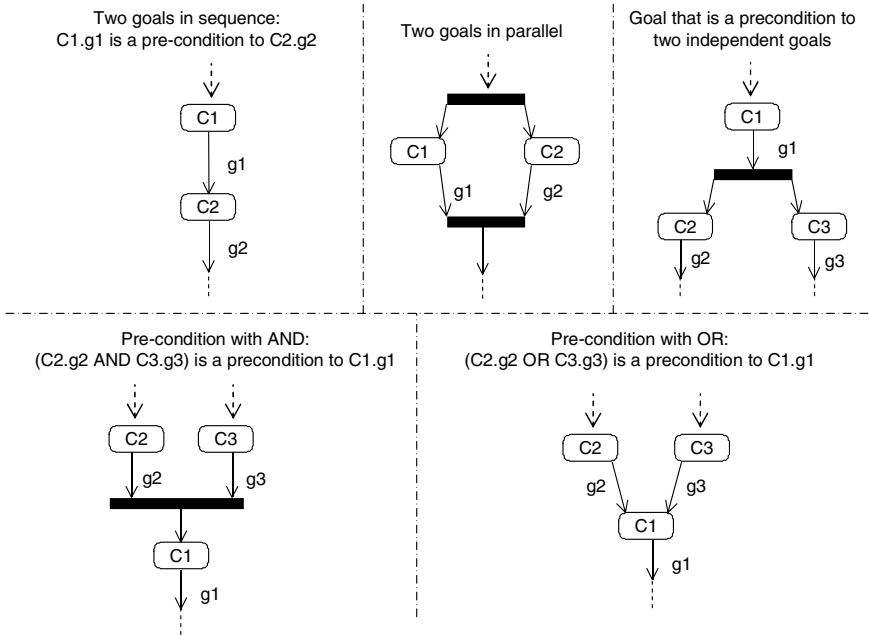 Two goals in sequence:
C1.g1 is a pre-condition to C2.g2
C1
g1
C2
g2
Two goals in parallel
C1
C2
g1
g2
Goal that is a precondition to
two independent goals
C1
g1
C2
C3
g2
g3
Pre-condition with AND:
(C2.g2 AND C3.g3) is a precondition to C1.g1
C2
C3
g2
g3
C1
g1
Pre-condition with OR:
(C2.g2 OR C3.g3) is a precondition to C1.g1
C2
C3
g2
g3
C1
g1